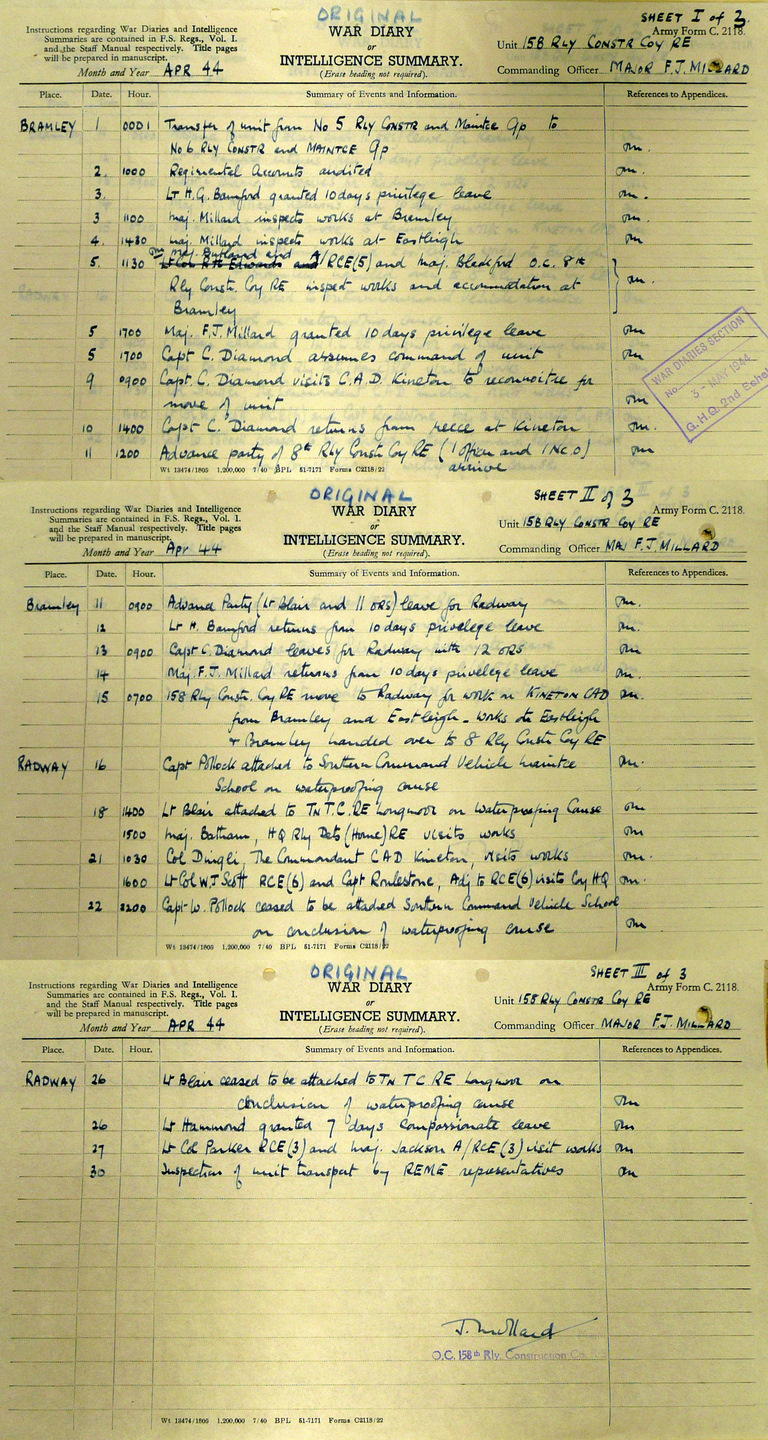 ORIGINAL
SHEET I of 3.
Instructions regarding War Diaries and Intelligence
Summaries are contained in F.S. Regs., Vol. I.
and the Staff Manual respectively. Title pages
will be prepared in manuscript.
Month and Year APR 44
WAR DIARY
or
INTELLIGENCE SUMMARY.
(Erase heading not required).
Army Form C. 2118.
Unit 158 RLY CONSTR COY RE
Commanding Officer MAJOR F.J. MILLARD
Place. Date. Hour. Summary of Events and Information. References to Appendices.
BRAMLEY 1 0001 Transfer of unit from No 5 RLY CONSTR and Maintce Gp to
No 6 RLY CONSTR and MAINTCE Gp
2. 1000 Regimental Accounts audited
3. Lt H.G. Bamford granted 10 days privilege leave
3 1100 Maj. Millard inspects works at Bramley
4. 1430 Maj. Millard inspects works at Eastleigh
5. 1130 Maj. and A/RCE(5) and Maj. Bledford O.C. 8th
Rly Constr. Coy RE inspect works and accommodation at
Bramley
5 1700 Maj. F.J. Millard granted 10 days privilege leave
5 1700 Capt C. Diamond assumes command of unit
9 0900 Capt. C. Diamond visits C.A.D. Kineton to reconnoitre for
move of unit
10 1400 Capt C. Diamond returns from recce at Kineton
11 1200 Advance party of 8th Rly Constr Coy RE (1 officer and 1 N.C.O)
arrive
WAR DIARIES SECTION
No.
3 - MAY 1944
G.H.Q. 2nd Echel
Wt 13474/1805 1,200,000 7/40 BPL 51-7171 Forms C2118/22
ORIGINAL
SHEET II of 3
Instructions regarding War Diaries and Intelligence
Summaries are contained in F.S. Regs., Vol. I.
and the Staff Manual respectively. Title pages
will be prepared in manuscript.
Month and Year Apr 44
WAR DIARY
or
INTELLIGENCE SUMMARY.
(Erase heading not required).
Army Form C. 2118.
Unit 158 RLY CONSTR COY RE
Commanding Officer MAJ F.J. MILLARD
Place. Date. Hour. Summary of Events and Information. References to Appendices.
Bramley 11 0900 Advance Party (Lt Blair and 11 ORs) leave for Radway
12 Lt H. Bamford returns from 10 days privelege leave
13 0900 Capt C. Diamond leaves for Radway with 12 ORs
14 Maj. F.J. Millard returns from 10 days privelege leave
15 0700 158 Rly Constr. Coy RE move to Radway for work on KINETON CAD
from Bramley and Eastleigh - works at Eastleigh
+ Bramley handed over to 8 Rly Constr Coy RE
RADWAY 16 Capt Pollock attached to Southern Command Vehicle Maintce
School on waterproofing course
18 1400 Lt Blair attached to TN T.C. RE Longmoor on Waterproofing Course
1500 Maj. Batham, HQ Rly Dets (Home) RE visits works
21 1030 Col Dingli, The Commandant CAD Kineton, visits works
1600 Lt Col W.J Scott RCE(6) and Capt Roulestone, Adj to RCE(6) visits Coy HQ
22 2200 Capt W. Pollock ceased to be attached Southern Command Vehicle School
on conclusion of waterproofing course
Wt 13474/1805 1,200,000 7/40 BPL 51-7171 Forms C2118/22
ORIGINAL
SHEET III of 3
Instructions regarding War Diaries and Intelligence
Summaries are contained in F.S. Regs., Vol. I.
and the Staff Manual respectively. Title pages
will be prepared in manuscript.
Month and Year APR 44
WAR DIARY
or
INTELLIGENCE SUMMARY.
(Erase heading not required).
Army Form C. 2118.
Unit 158 RLY CONSTR COY RE
Commanding Officer MAJOR F.J. MILLARD
Place. Date. Hour. Summary of Events and Information. References to Appendices.
RADWAY 26 Lt Blair ceased to be attached to TN TC RE Longmoor on
conclusion of waterproofing course
26 Lt Hammond granted 7 days compassionate leave
27 Lt Col Parker RCE(3) and Maj. Jackson A/RCE(3) visit works
30 Inspection of unit transport by REME representatives
J. Millard
O.C. 158th Rly. Construction Co.
Wt 13474/1805 1,200,000 7/40 BPL 51-7171 Forms C2118/22